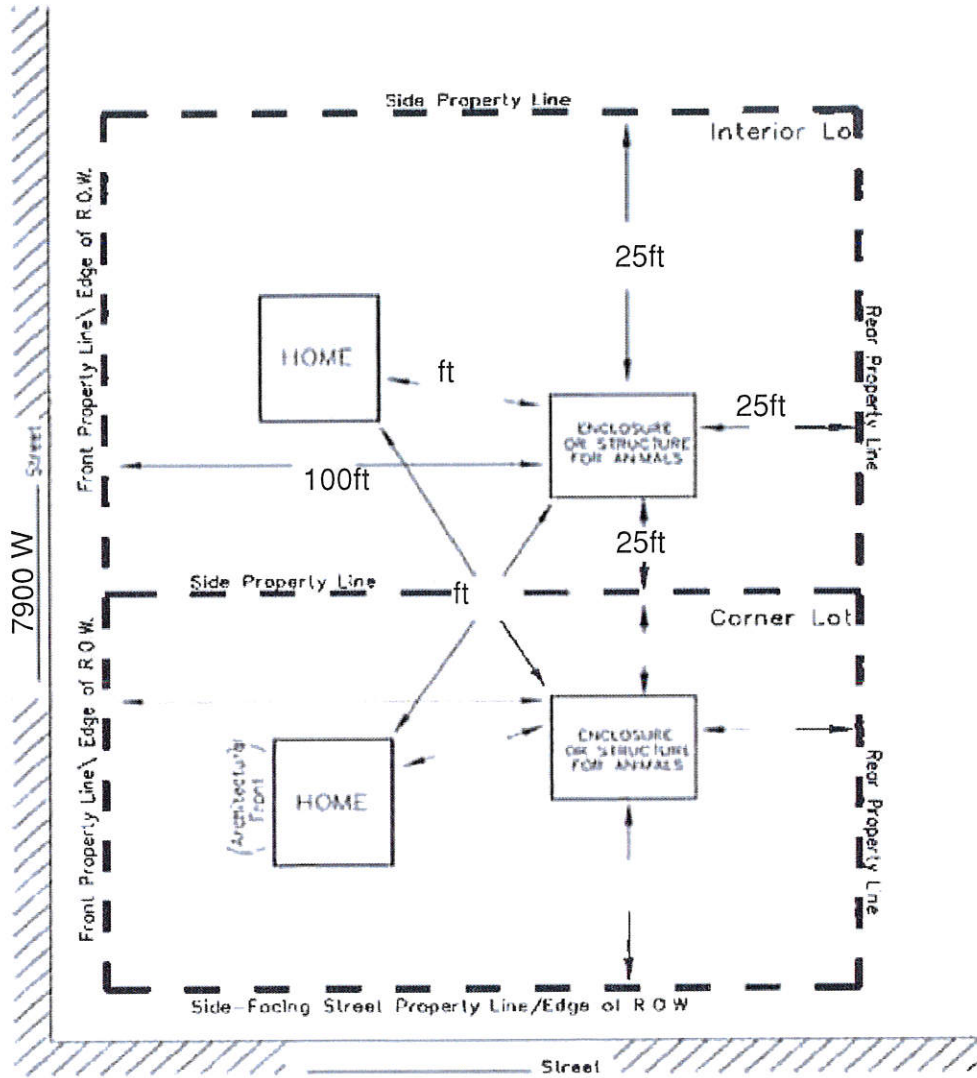 Side Property Line
Interior Lo
Front Property Line\ Edge of R.O.W.
25ft
HOME
ft
25ft
Rear Property Line
ENCLOSURE
OR STRUCTURE
FOR ANIMALS
Street
100ft
25ft
7900 W
Side Property Line
ft
Corner Lot
Front Property Line\ Edge of R O W.
ENCLOSURE
OR STRUCTURE
FOR ANIMALS
(Architectural
Front )
HOME
Rear Property Line
Side-Facing Street Property Line/Edge of R O W
Street